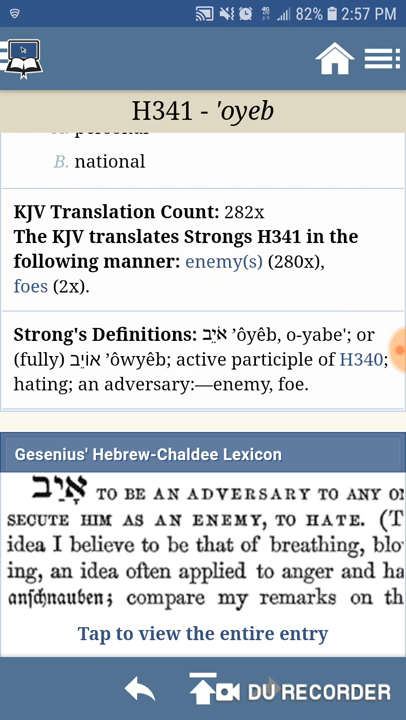 82% 2:57 PM
H341 - 'oyeb
A. personal
B. national
KJV Translation Count: 282x
The KJV translates Strongs H341 in the
following manner: enemy(s) (280x),
foes (2x).
Strong's Definitions: אֹיֵב ʼôyêb, o-yabe'; or
(fully) אוֹיֵב ʼôwyêb; active participle of H340;
hating; an adversary:—enemy, foe.
Gesenius' Hebrew-Chaldee Lexicon
אָיַב TO BE AN ADVERSARY TO ANY O
SECUTE HIM AS AN ENEMY, TO HATE. (T
idea I believe to be that of breathing, blo
ing, an idea often applied to anger and ha
anschnauben; compare my remarks on th
Tap to view the entire entry
DU RECORDER